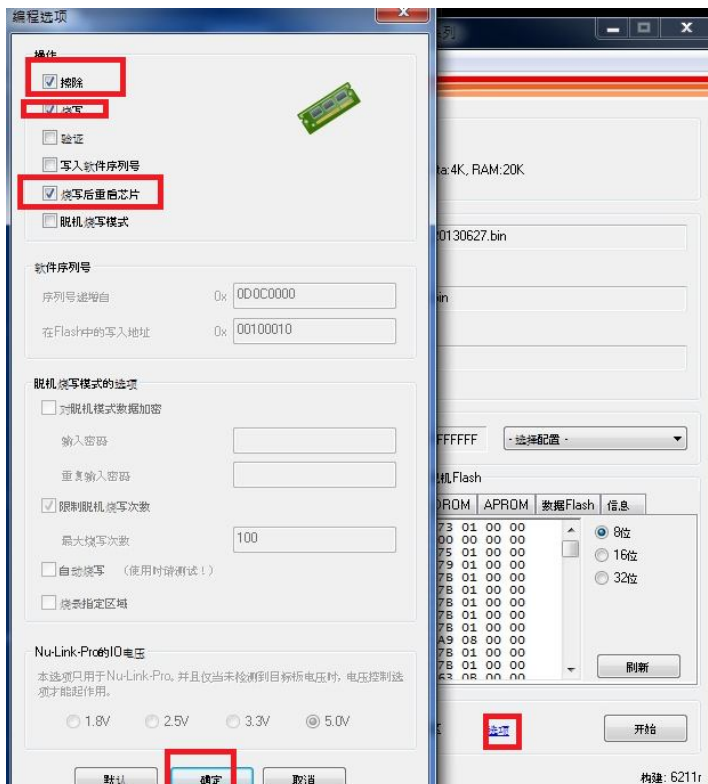 编程选项
操作
擦除
烧写
验证
写入软件序列号
烧写后重启芯片
脱机烧写模式
软件序列号
序列号递增自
0x
0D0C0000
在Flash中的写入地址
0x
00100010
脱机烧写模式的选项
对脱机模式数据加密
输入密码
重复输入密码
限制脱机烧写次数
最大烧写次数
100
自动烧写 (使用时请测试!)
烧录指定区域
Nu-Link-Pro的IO电压
本选项只用于Nu-Link-Pro, 并且仅当未检测到目标板电压时, 电压控制选
项才能起作用。
1.8V
2.5V
3.3V
5.0V
默认
确定
取消
系列
ta:4K, RAM:20K
20130627.bin
in
FFFFFF
- 选择配置 -
脱机Flash
DROM
APROM
数据Flash
信息
73 01 00 00
00 00 00 00
75 01 00 00
79 01 00 00
7B 01 00 00
7B 01 00 00
7B 01 00 00
7B 01 00 00
A9 08 00 00
7B 01 00 00
7B 01 00 00
63 0B 00 00
8位
16位
32位
刷新
选项
开始
构建: 6211r